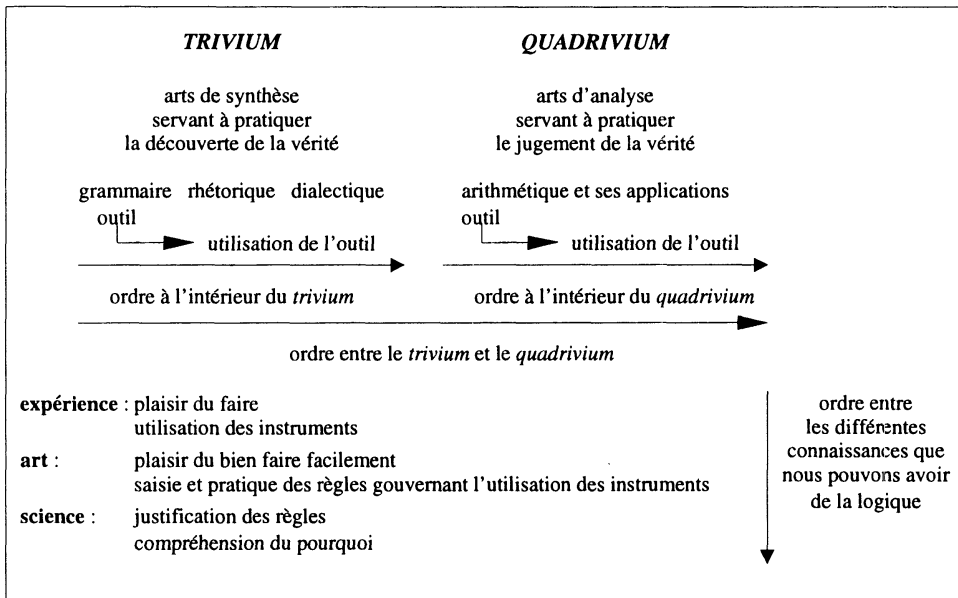 TRIVIUM
QUADRIVIUM
arts de synthèse
servant à pratiquer
la découverte de la vérité
arts d'analyse
servant à pratiquer
le jugement de la vérité
grammaire rhétorique dialectique
outil
utilisation de l'outil
arithmétique et ses applications
outil
utilisation de l'outil
ordre à l'intérieur du trivium
ordre à l'intérieur du quadrivium
ordre entre le trivium et le quadrivium
expérience : plaisir du faire
utilisation des instruments
art : plaisir du bien faire facilement
saisie et pratique des règles gouvernant l'utilisation des instruments
science : justification des règles
compréhension du pourquoi
ordre entre
les différentes
connaissances que
nous pouvons avoir
de la logique